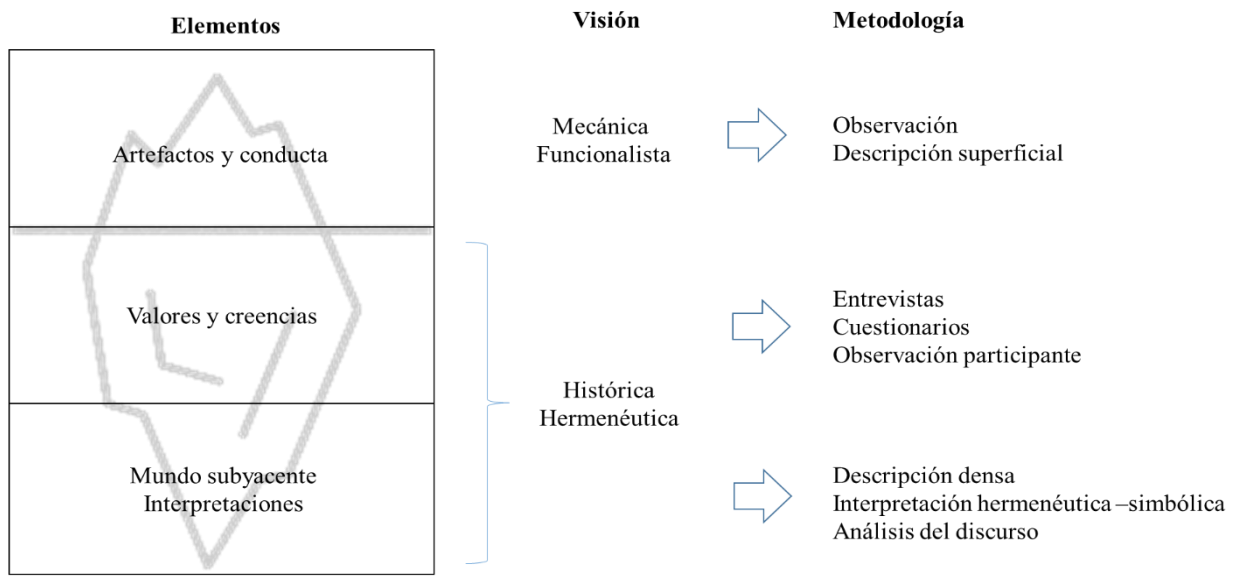 Elementos
Visión
Metodología
Artefactos y conducta
Mecánica
Funcionalista
Observación
Descripción superficial
Valores y creencias
Entrevistas
Cuestionarios
Observación participante
Histórica
Hermenéutica
Mundo subyacente
Interpretaciones
Descripción densa
Interpretación hermenéutica –simbólica
Análisis del discurso